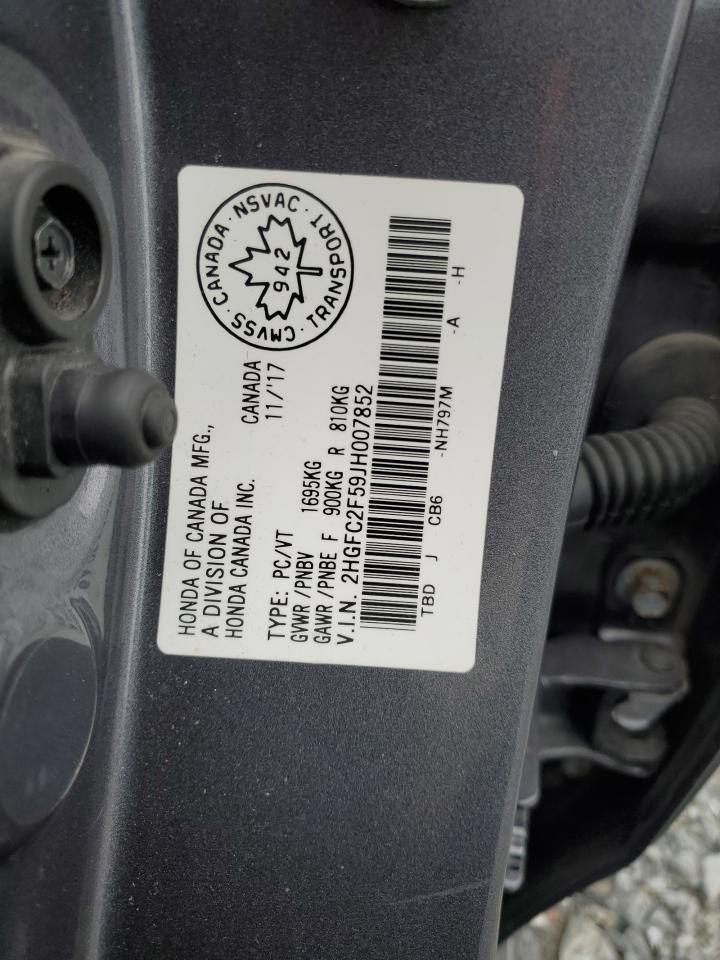 HONDA OF CANADA MFG.,
A DIVISION OF
HONDA CANADA INC.
CANADA
11/'17
TYPE: PC/VT
GVWR /PNBV 1695KG
GAWR /PNBE F 900KG R 810KG
V.I.N. 2HGFC2F59JH007852
TBD J CB6 -NH797M -A -H
CMVSS · CANADA · NSVAC · TRANSPORT ·
942